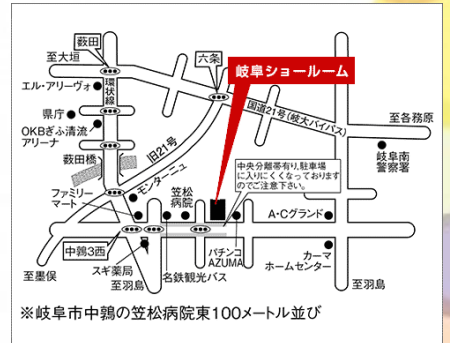 藪田
至大垣
六条
岐阜ショールーム
エル・アリーヴォ
環状線
国道21号(岐大バイパス)
至各務原
県庁
OKBぎふ清流
アリーナ
旧21号
岐阜南
警察署
藪田橋
モンターニュ
中央分離帯有り、駐車場
に入りにくくなっております
のでご注意下さい。
ファミリー
マート
笠松
病院
A・Cグランド
中鶉3西
パチンコ
AZUMA
カーマ
ホームセンター
至墨俣
スギ薬局
至羽島
名鉄観光バス
至羽島
※岐阜市中鶉の笠松病院東100メートル並び